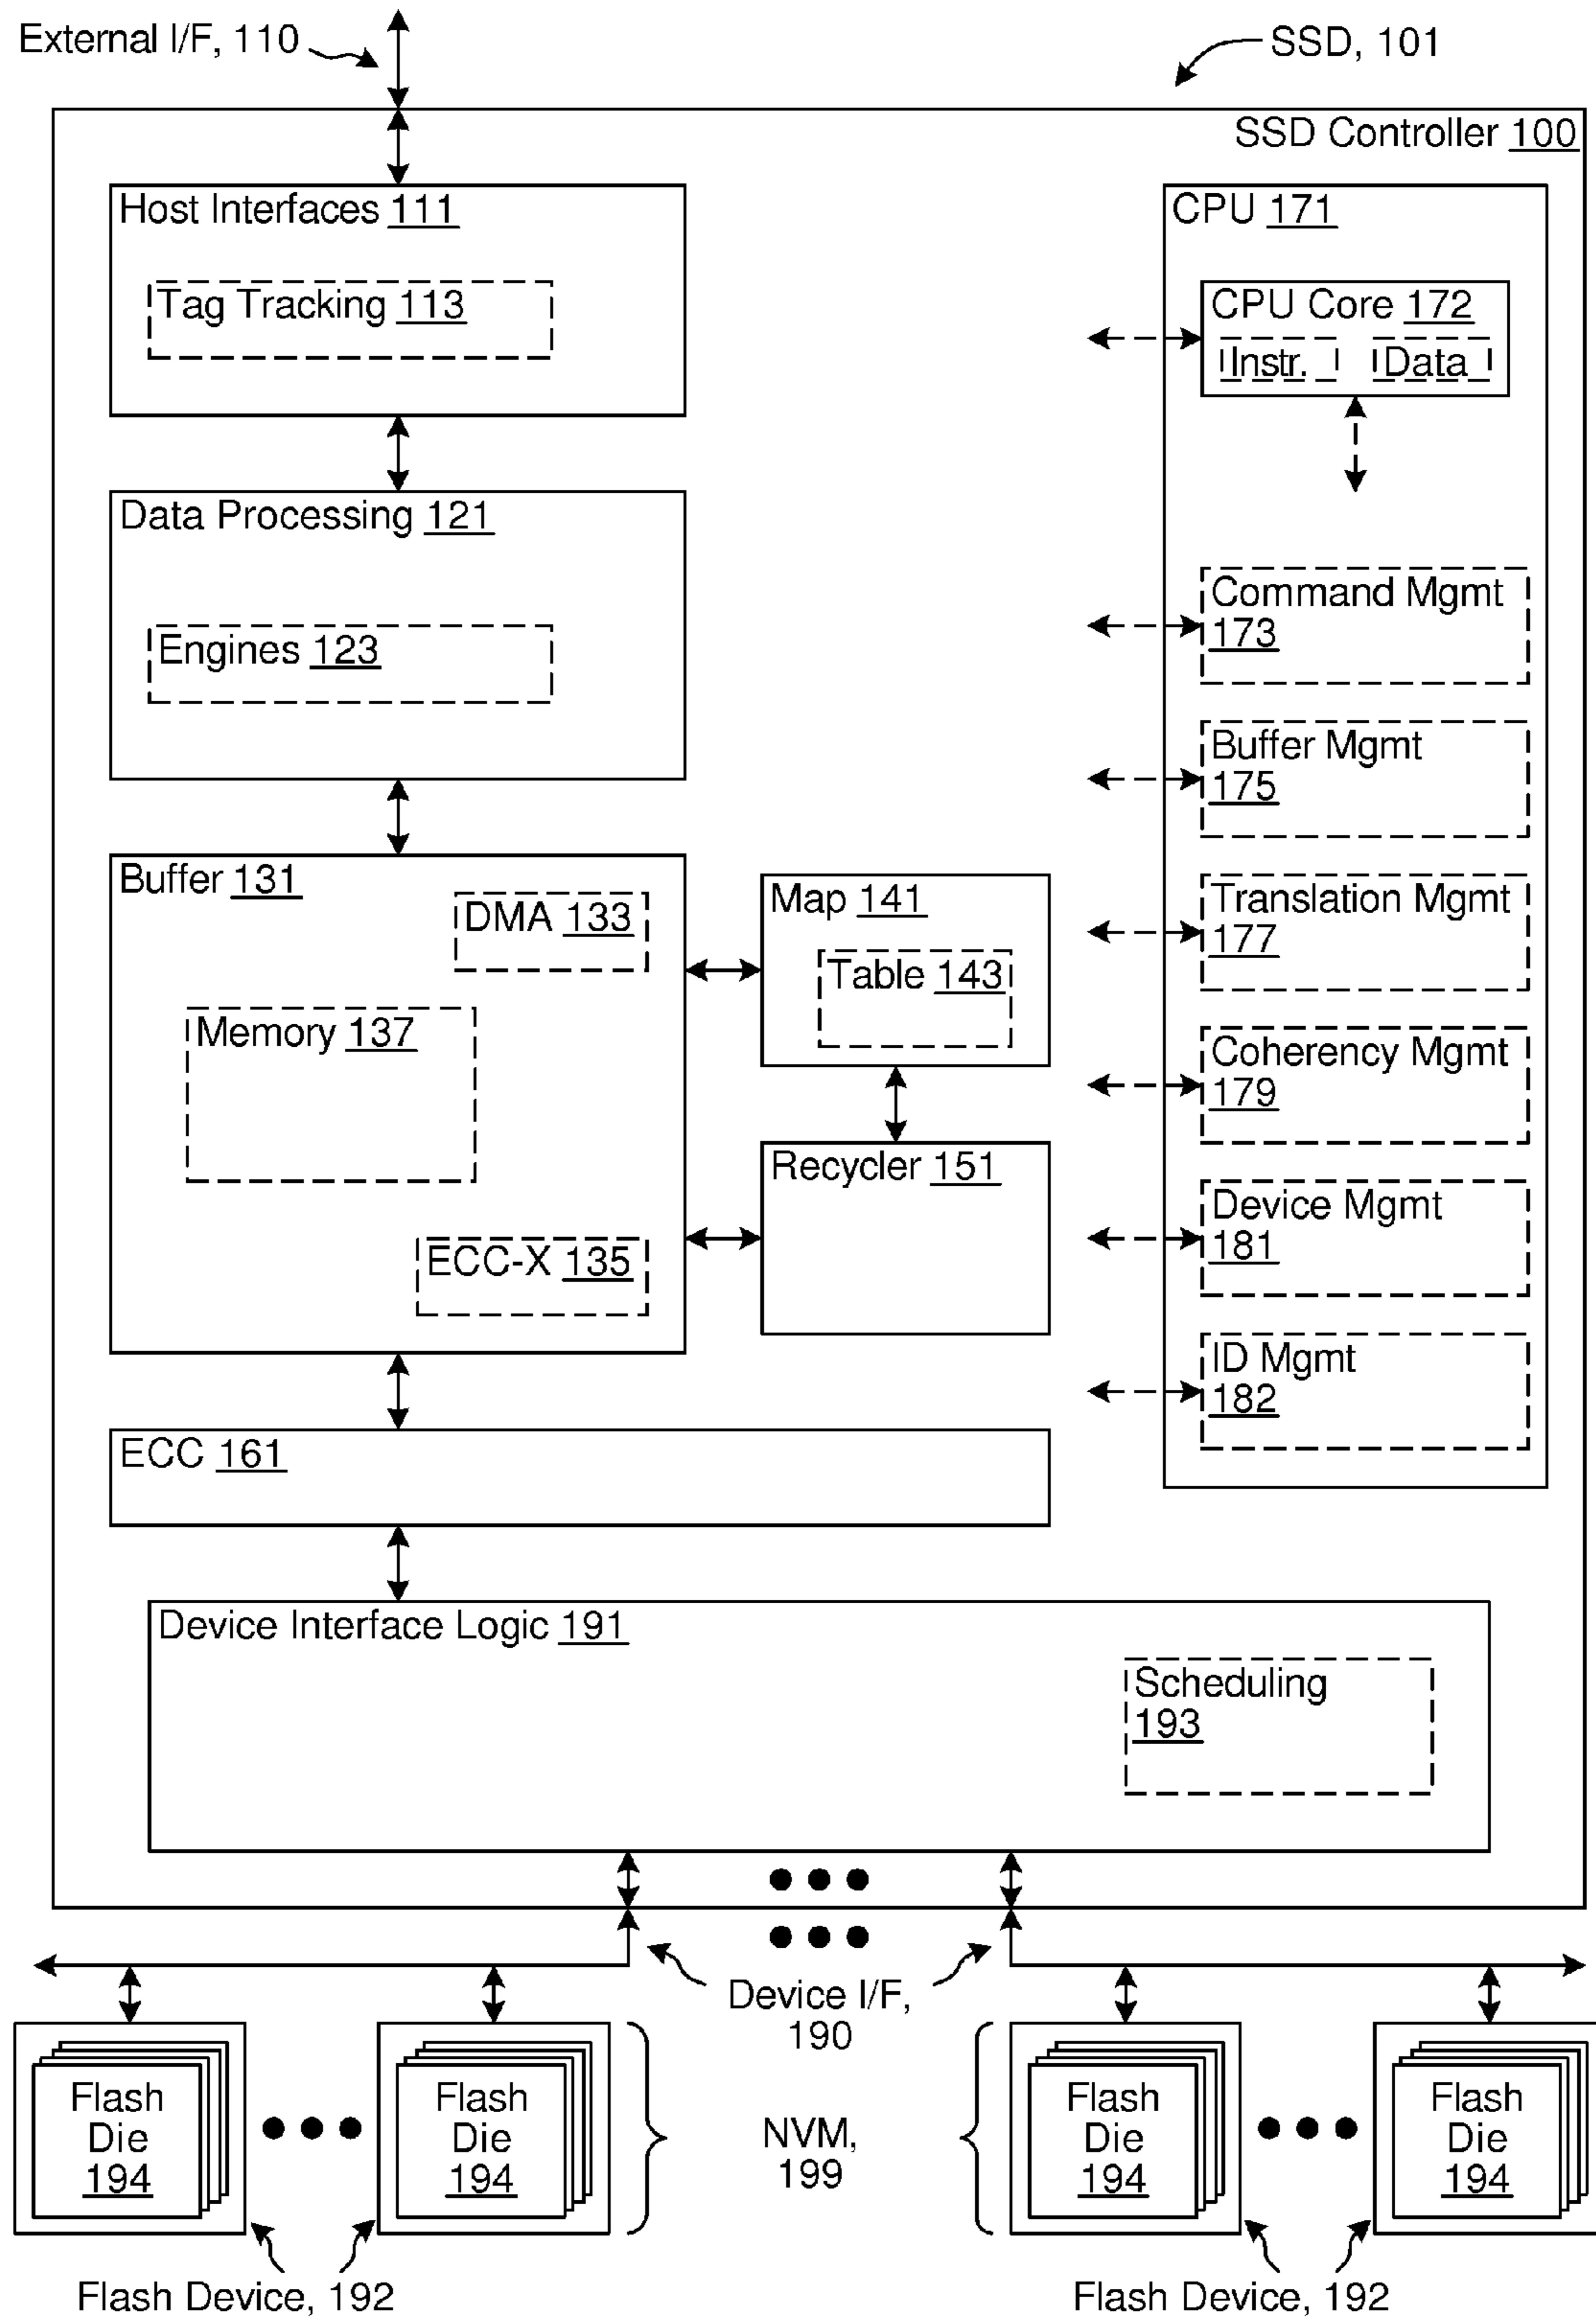 External I/F, 110
SSD, 101
SSD Controller 100
Host Interfaces 111
Tag Tracking 113
Data Processing 121
Engines 123
Buffer 131
DMA 133
Memory 137
ECC-X 135
Map 141
Table 143
Recycler 151
ECC 161
CPU 171
CPU Core 172
Instr.
Data
Command Mgmt
173
Buffer Mgmt
175
Translation Mgmt
177
Coherency Mgmt
179
Device Mgmt
181
ID Mgmt
182
Device Interface Logic 191
Scheduling
193
Device I/F,
190
Flash
Die
194
Flash
Die
194
NVM,
199
Flash
Die
194
Flash
Die
194
Flash Device, 192
Flash Device, 192